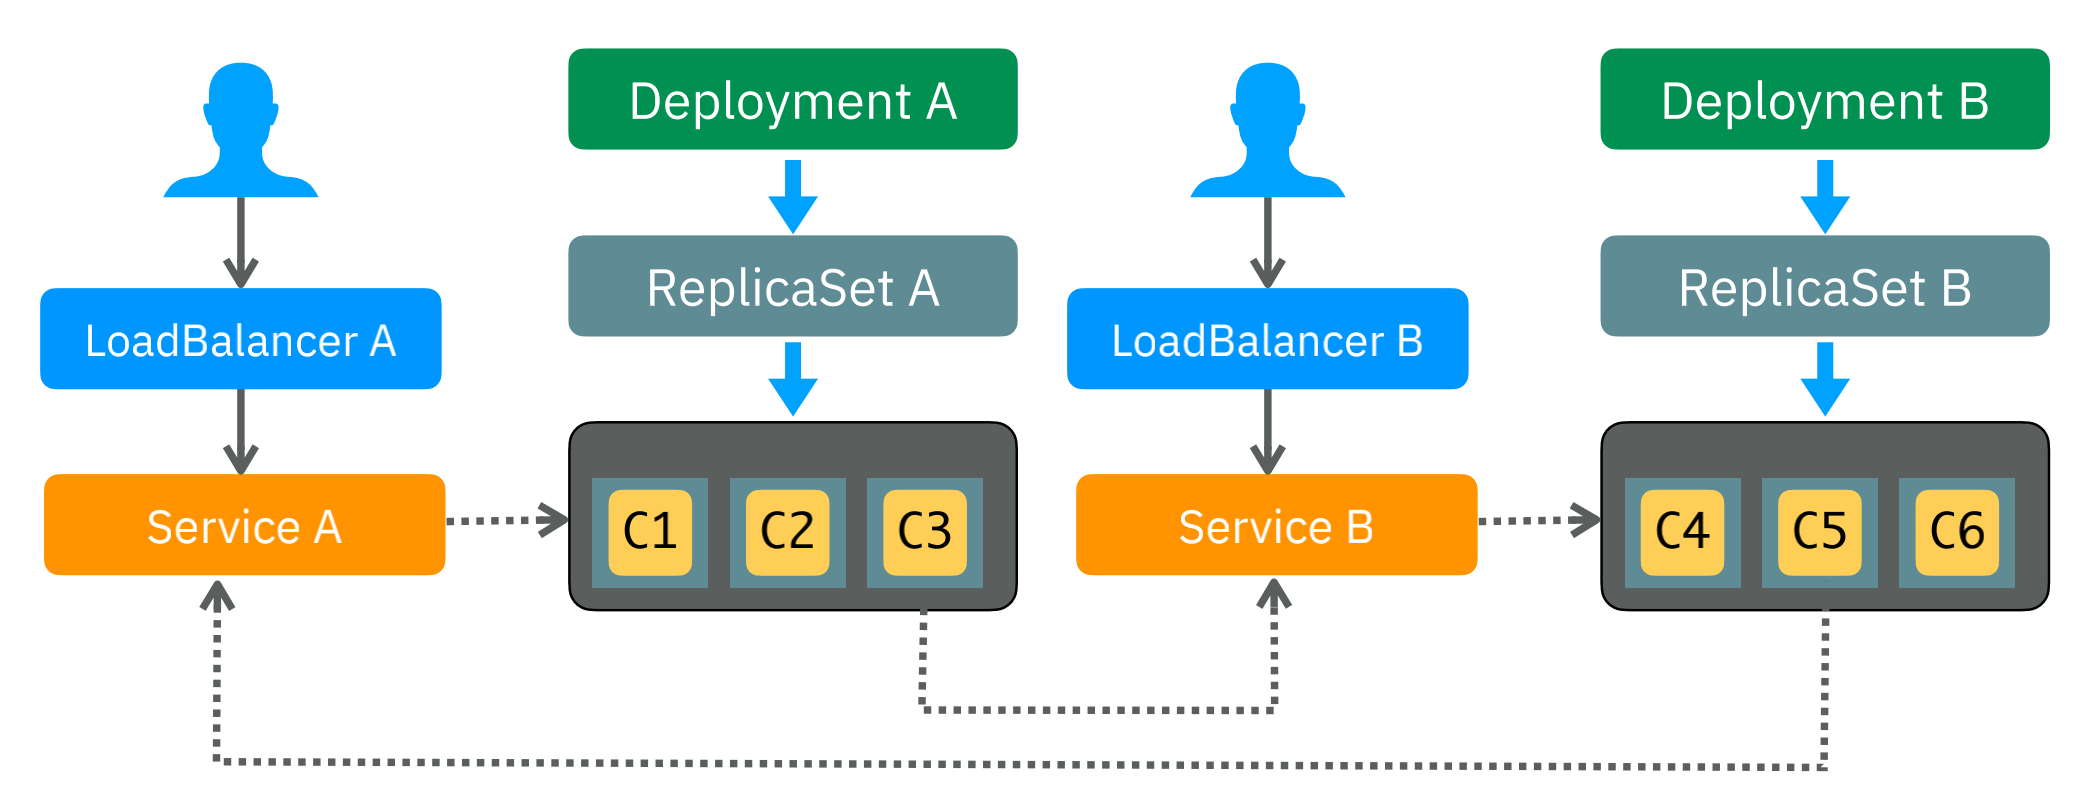 Deployment A
Deployment B
ReplicaSet A
ReplicaSet B
LoadBalancer A
LoadBalancer B
Service A
C1 C2 C3
Service B
C4 C5 C6